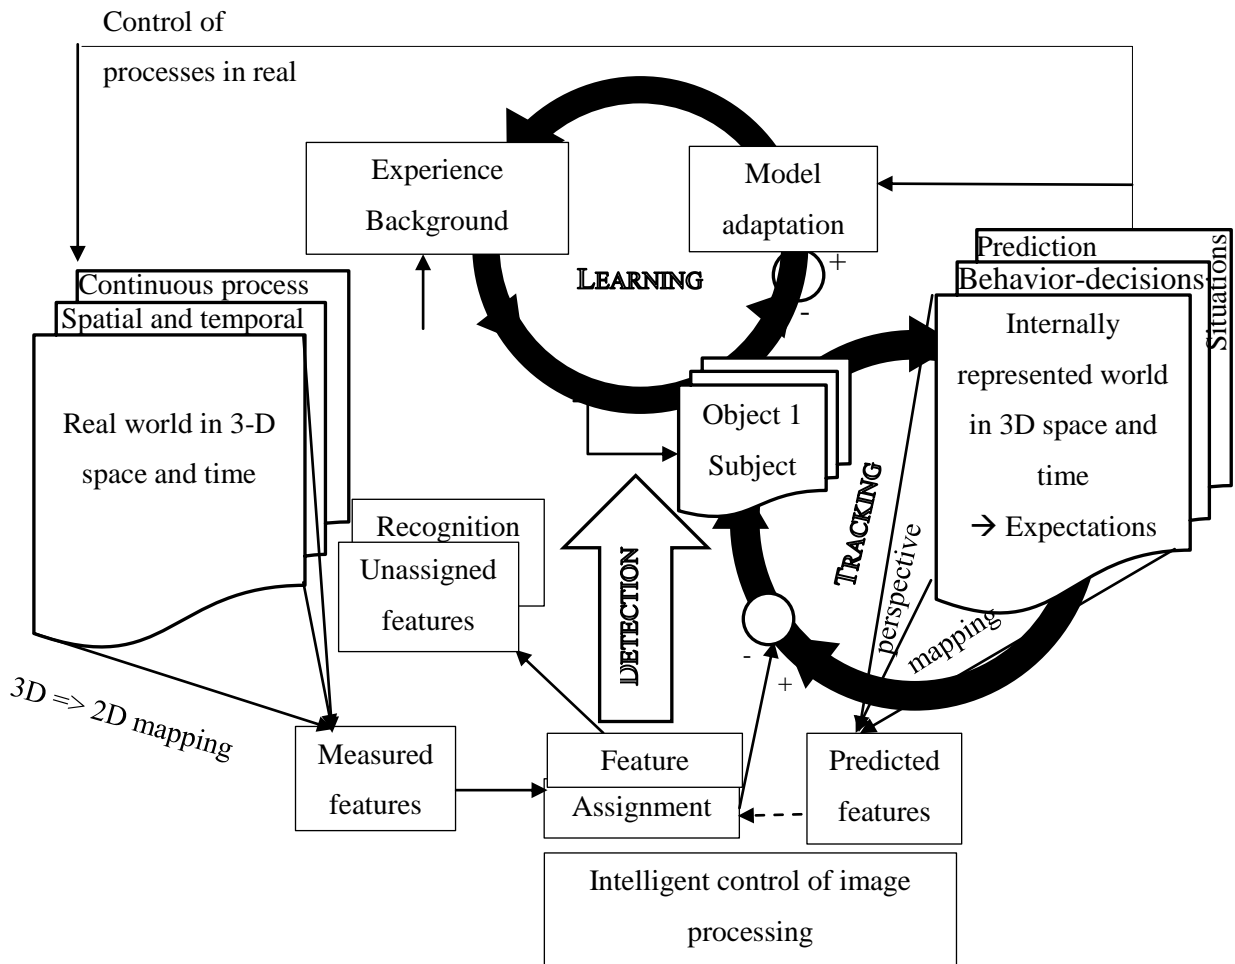 Control of
processes in real
Experience
Background
Model
adaptation
LEARNING
+
-
Prediction
Behavior-decisions
Situations
Continuous process
Spatial and temporal
Real world in 3-D
space and time
Internally
represented world
in 3D space and
time
→ Expectations
Object 1
Subject
TRACKING
Recognition
Unassigned
features
DETECTION
perspective
mapping
-
+
3D => 2D mapping
Measured
features
Feature
Assignment
Predicted
features
Intelligent control of image
processing